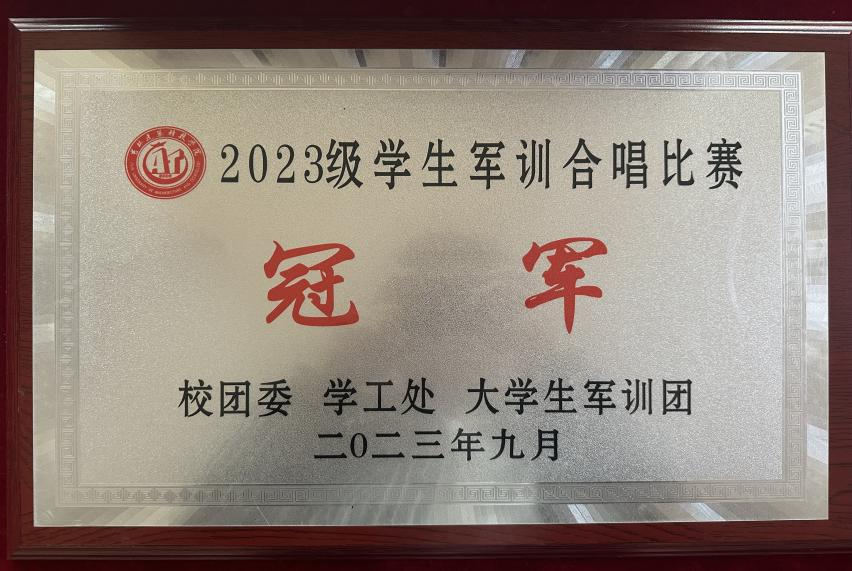 2023级学生军训合唱比赛
冠军
校团委 学工处 大学生军训团
二〇二三年九月